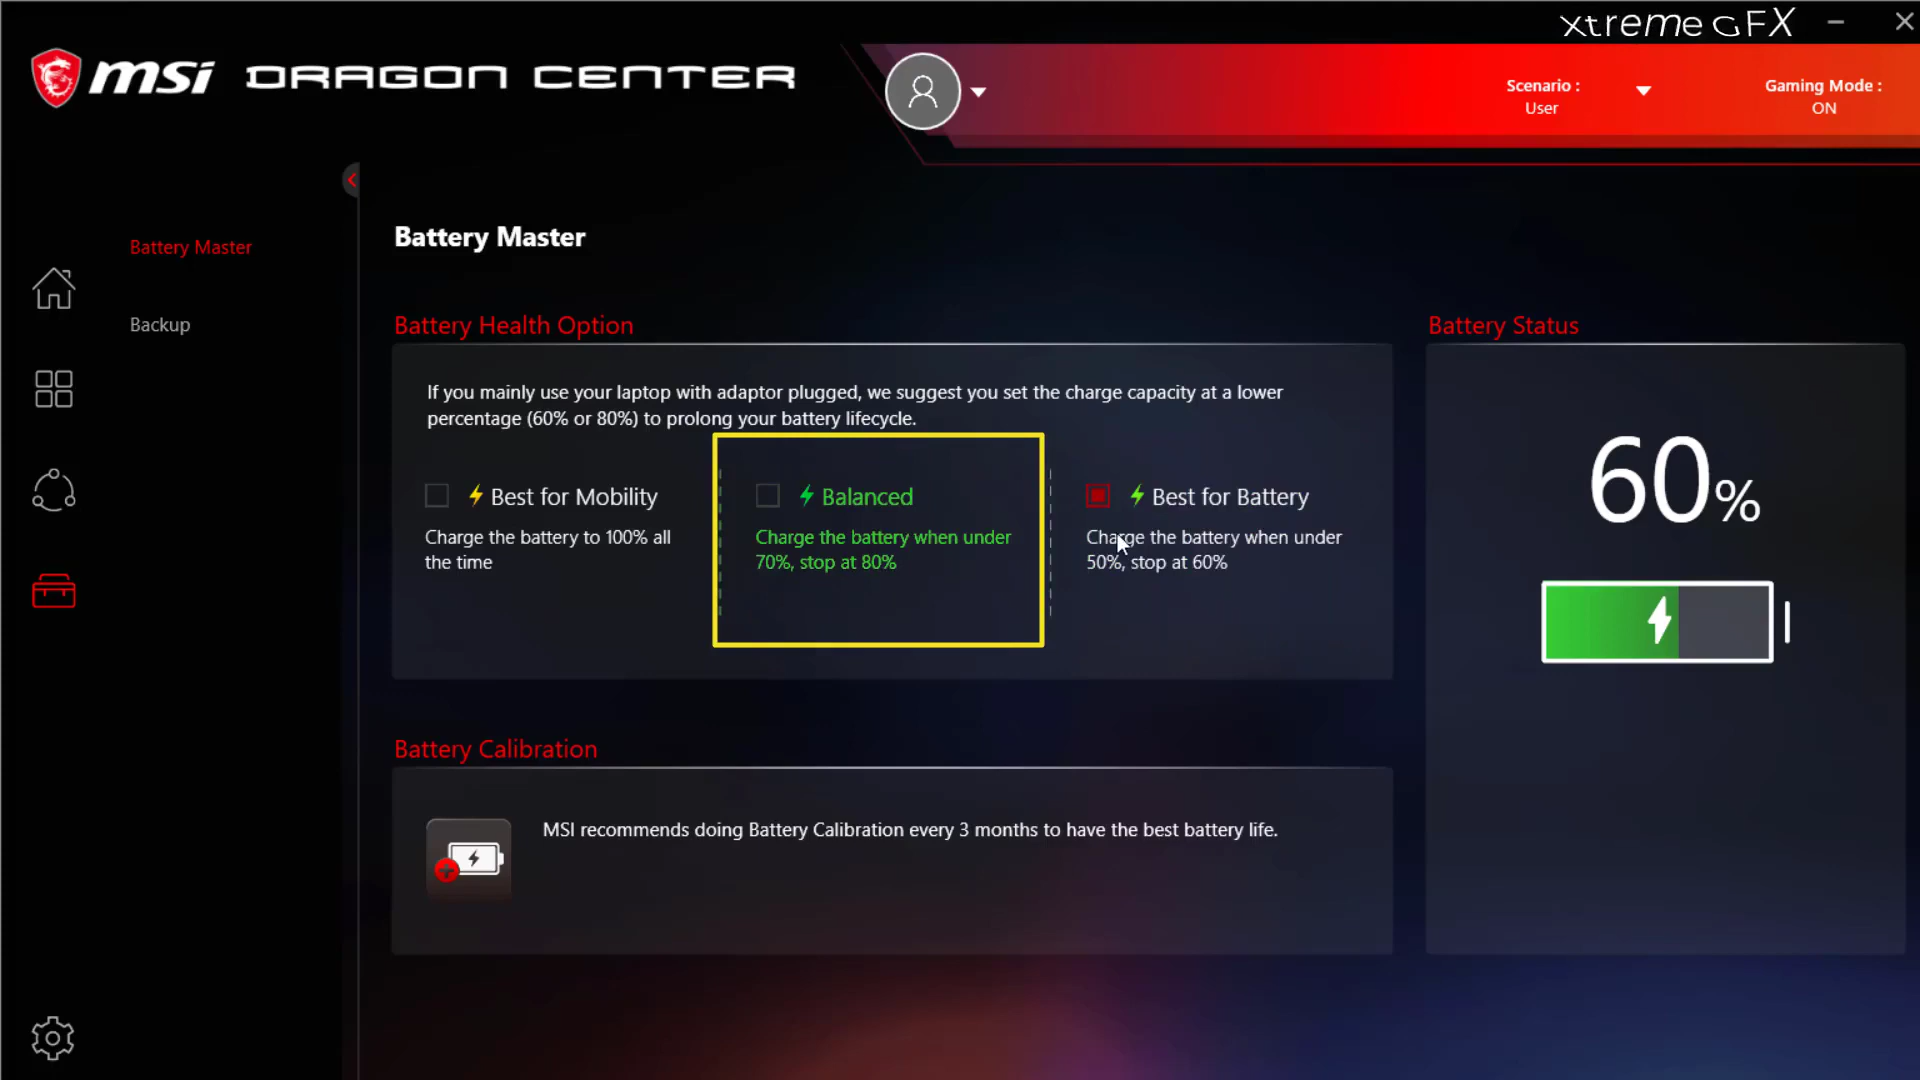 xtreme GFX
msi DRAGON CENTER
Scenario :
User
Gaming Mode :
ON
Battery Master
Backup
Battery Master
Battery Health Option
If you mainly use your laptop with adaptor plugged, we suggest you set the charge capacity at a lower
percentage (60% or 80%) to prolong your battery lifecycle.
Best for Mobility
Charge the battery to 100% all
the time
Balanced
Charge the battery when under
70%, stop at 80%
Best for Battery
Charge the battery when under
50%, stop at 60%
Battery Status
60%
Battery Calibration
MSI recommends doing Battery Calibration every 3 months to have the best battery life.